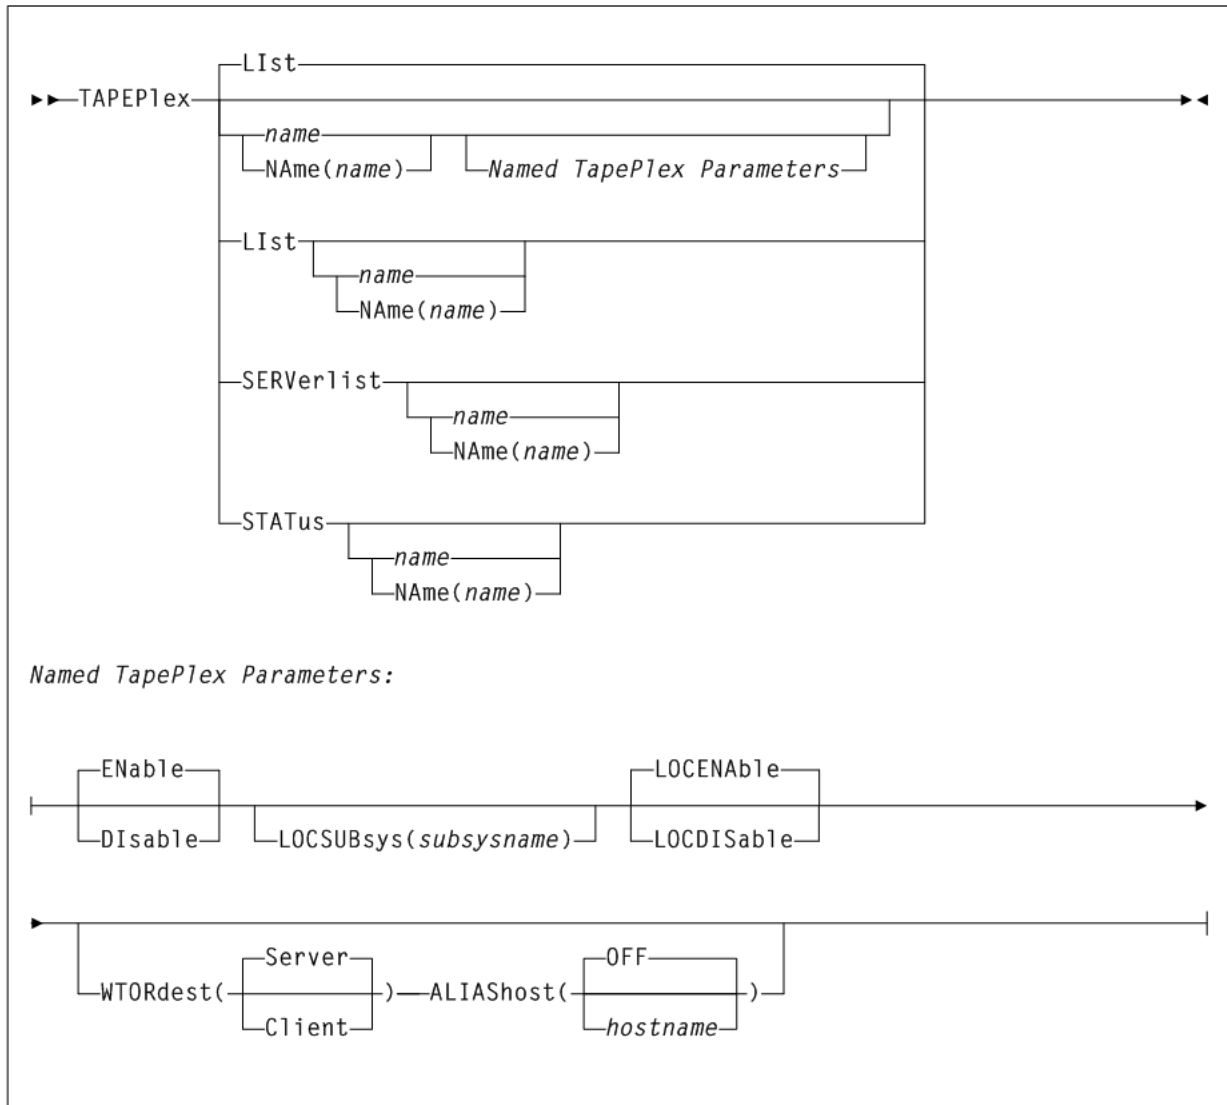 LIst
TAPEPlex
name
NAme(name)
Named TapePlex Parameters
LIst
name
NAme(name)
SERVerlist
name
NAme(name)
STATus
name
NAme(name)
Named TapePlex Parameters:
ENable
DIsable
LOCSUBsys(subsysname)
LOCENAble
LOCDISable
Server
WTORdest( )
Client
OFF
ALIAShost( )
hostname